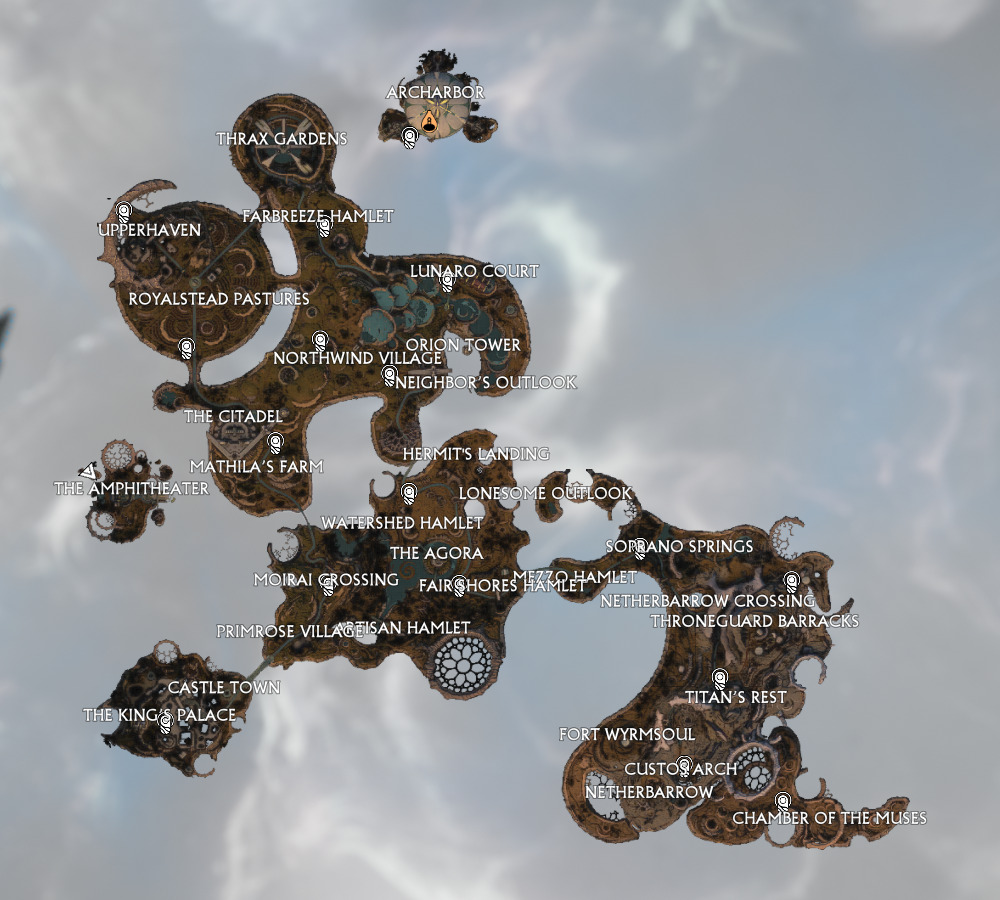 ARCHARBOR
THRAX GARDENS
FARBREEZE HAMLET
UPPERHAVEN
LUNARO COURT
ROYALSTEAD PASTURES
ORION TOWER
NORTHWIND VILLAGE
NEIGHBOR'S OUTLOOK
THE CITADEL
HERMIT'S LANDING
MATHILA'S FARM
THE AMPHITHEATER
LONESOME OUTLOOK
WATERSHED HAMLET
SOPRANO SPRINGS
THE AGORA
MEZZO HAMLET
MOIRAI CROSSING
FAIR SHORES HAMLET
NETHERBARROW CROSSING
THRONEGUARD BARRACKS
ARTISAN HAMLET
PRIMROSE VILLAGE
CASTLE TOWN
TITAN'S REST
THE KING'S PALACE
FORT WYRMSOUL
CUSTOS ARCH
NETHERBARROW
CHAMBER OF THE MUSES